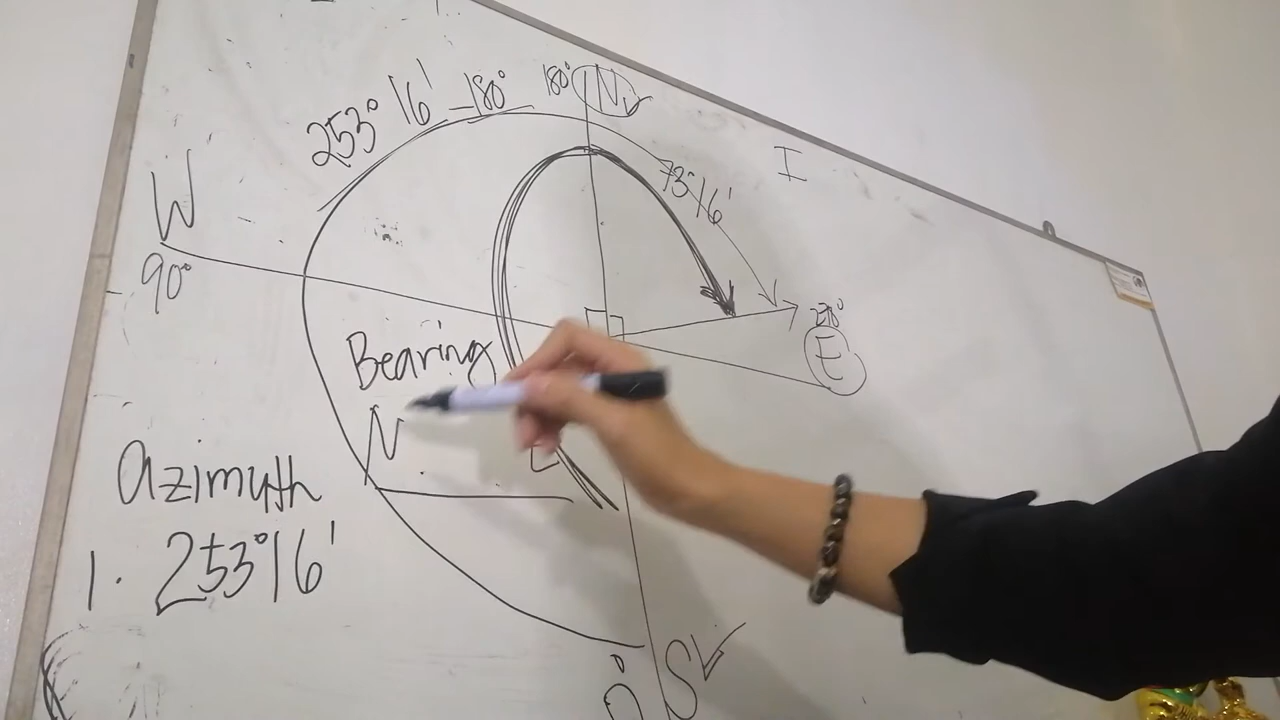 253°16' -180°
180° N
I
73°16'
W
90°
270°
E
Bearing
N E
azimuth
1. 253°16'
0°
S